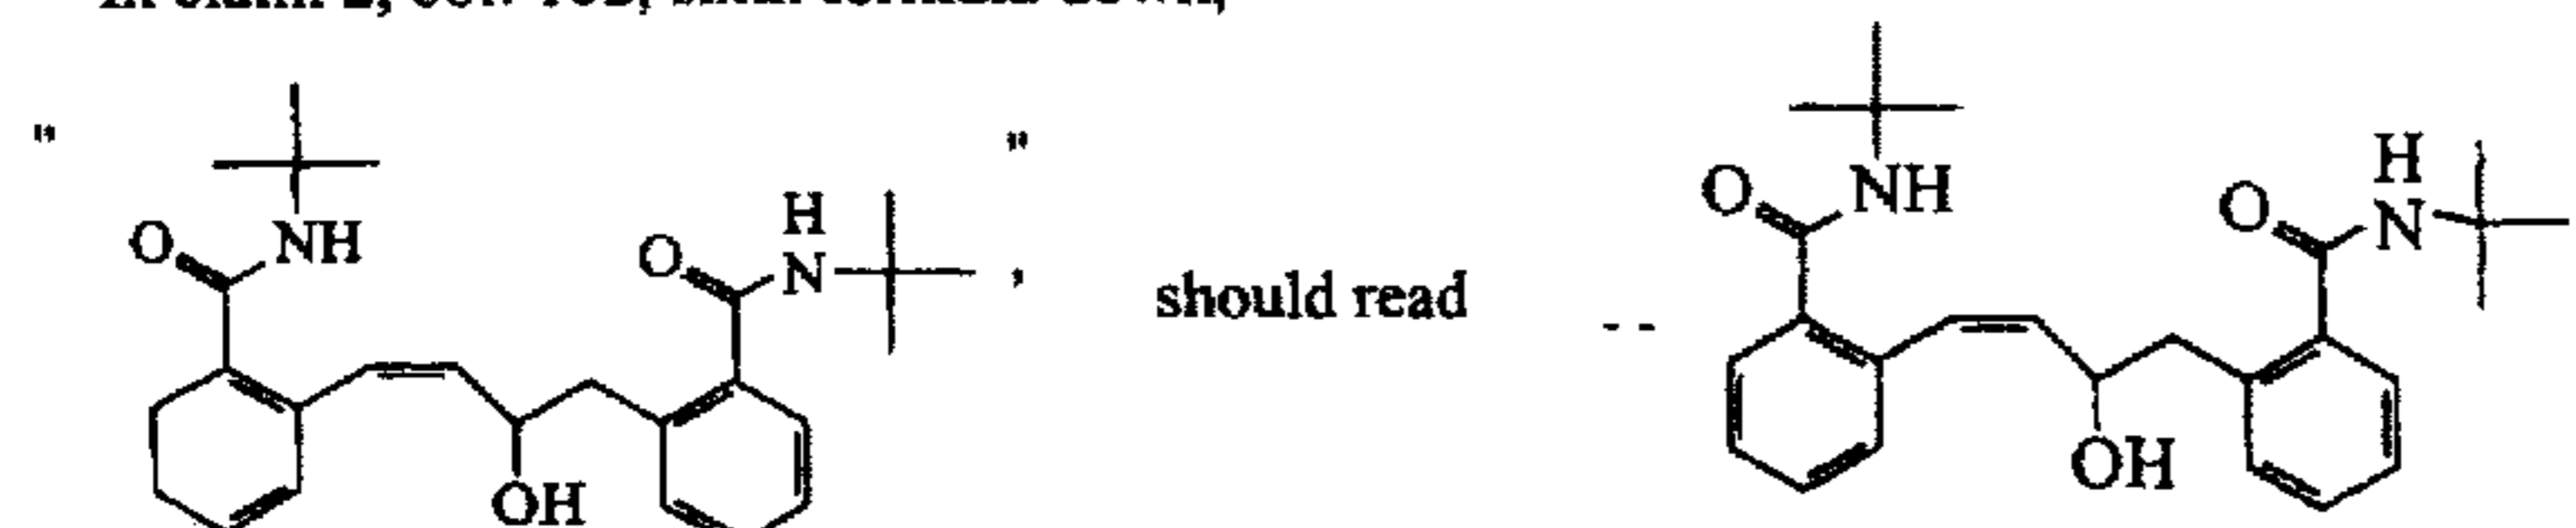 " "
NH H
O O N ,
OH
should read
- - O NH O H
N
OH